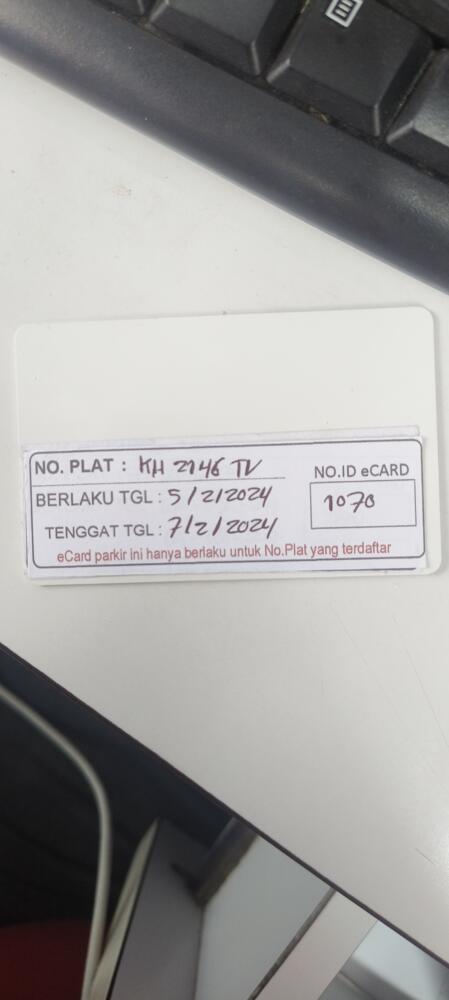 NO. PLAT : KH 2146 TV
NO.ID eCARD
BERLAKU TGL : 5/2/2024
1070
TENGGAT TGL : 7/2/2024
eCard parkir ini hanya berlaku untuk No.Plat yang terdaftar